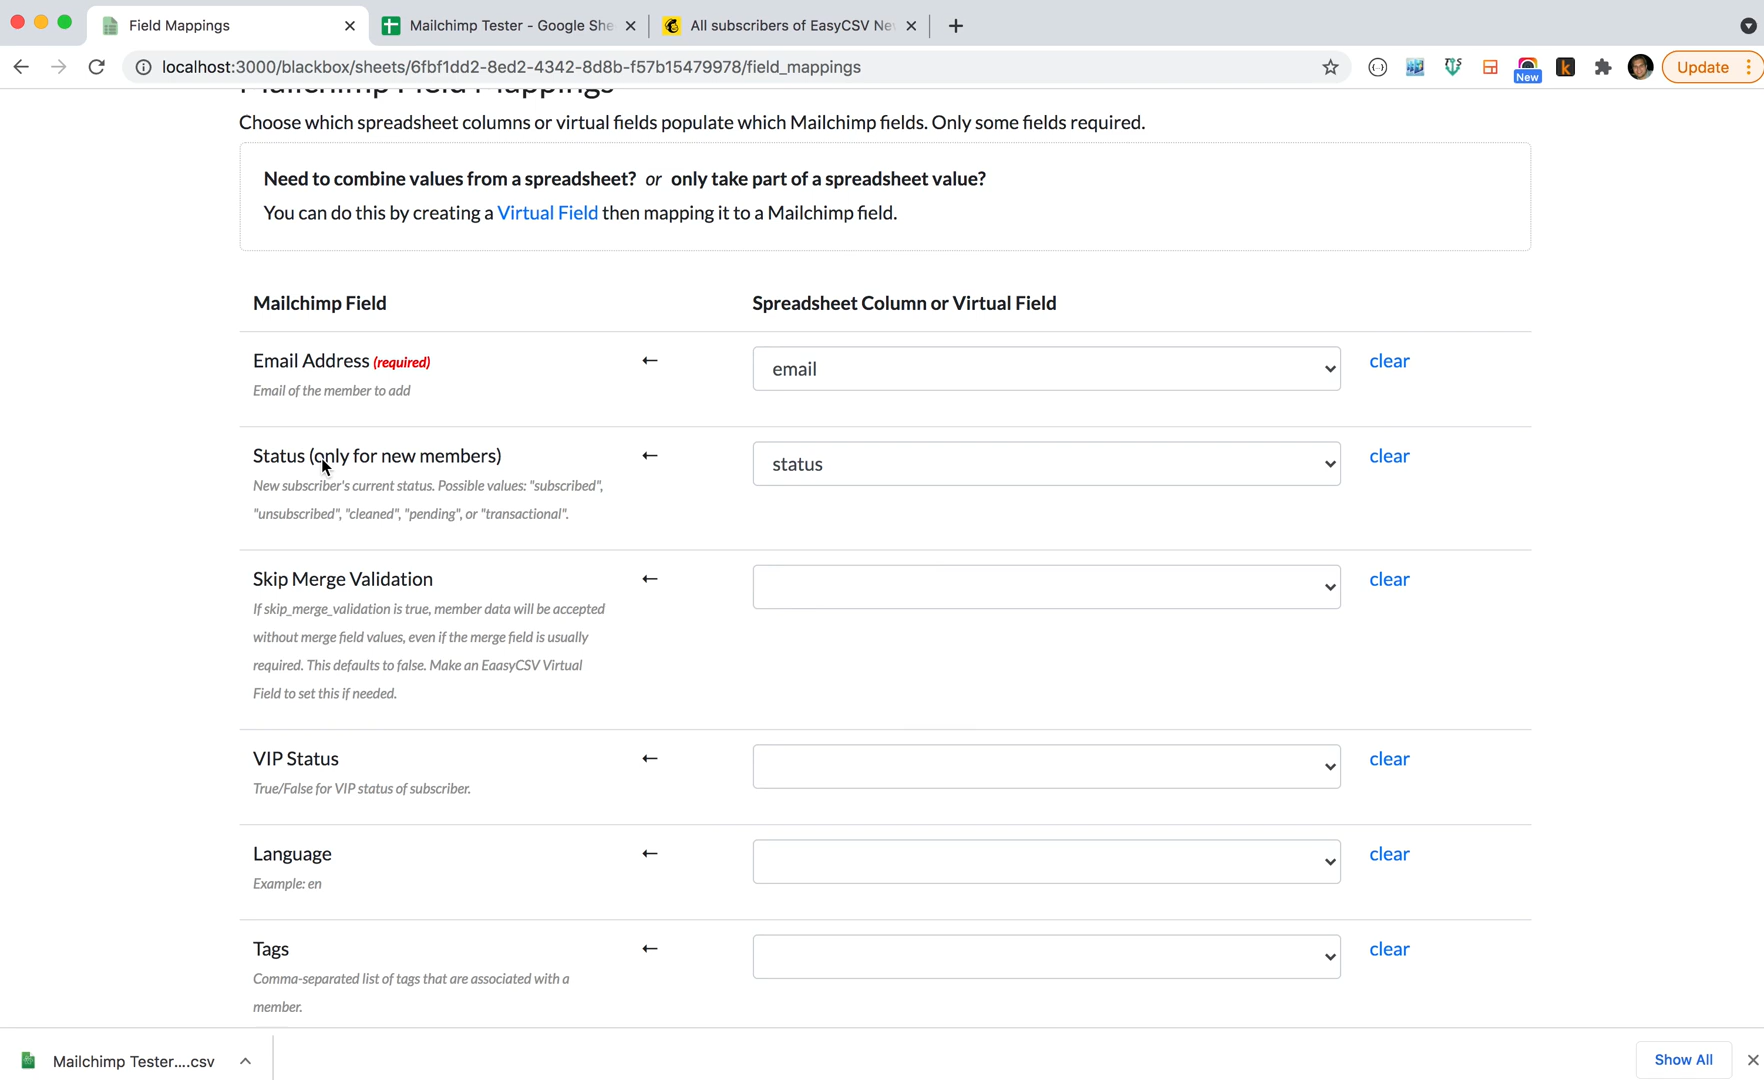 Field Mappings
Mailchimp Tester - Google She
All subscribers of EasyCSV Ne
localhost:3000/blackbox/sheets/6fbf1dd2-8ed2-4342-8d8b-f57b15479978/field_mappings
New
Update
Mailchimp Field Mappings
Choose which spreadsheet columns or virtual fields populate which Mailchimp fields. Only some fields required.
Need to combine values from a spreadsheet? or only take part of a spreadsheet value?
You can do this by creating a Virtual Field then mapping it to a Mailchimp field.
Mailchimp Field Spreadsheet Column or Virtual Field
Email Address (required) ← email clear
Email of the member to add
Status (only for new members) ← status clear
New subscriber's current status. Possible values: "subscribed",
"unsubscribed", "cleaned", "pending", or "transactional".
Skip Merge Validation ← clear
If skip_merge_validation is true, member data will be accepted
without merge field values, even if the merge field is usually
required. This defaults to false. Make an EaasyCSV Virtual
Field to set this if needed.
VIP Status ← clear
True/False for VIP status of subscriber.
Language ← clear
Example: en
Tags ← clear
Comma-separated list of tags that are associated with a
member.
Mailchimp Tester....csv
Show All